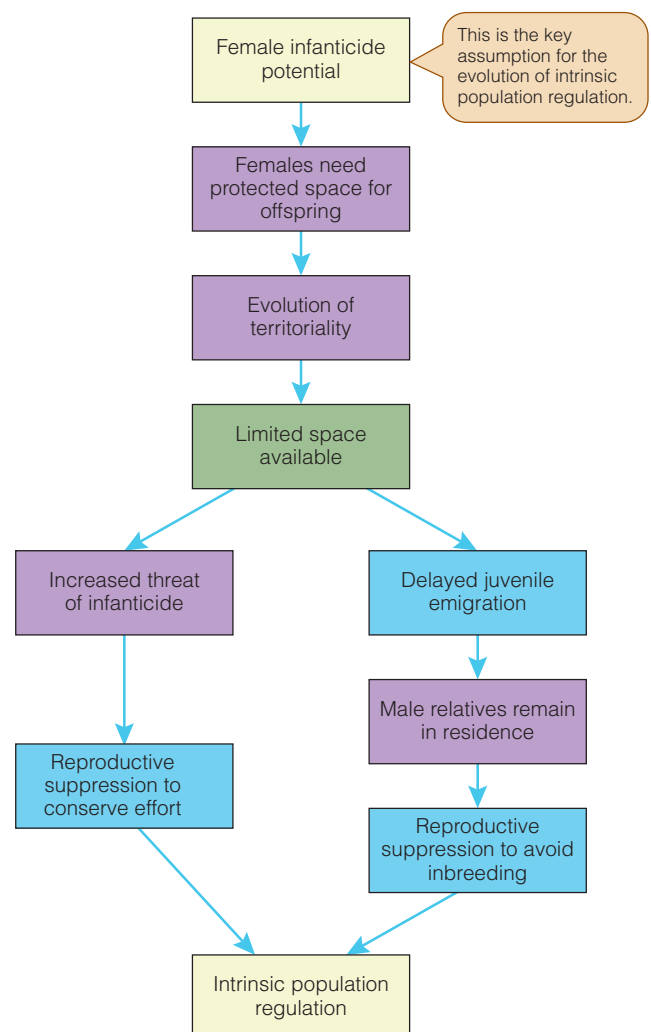 Female infanticide
potential
This is the key
assumption for the
evolution of intrinsic
population regulation.
Females need
protected space for
offspring
Evolution of
territoriality
Limited space
available
Increased threat
of infanticide
Delayed juvenile
emigration
Male relatives remain
in residence
Reproductive
suppression to
conserve effort
Reproductive
suppression to avoid
inbreeding
Intrinsic population
regulation